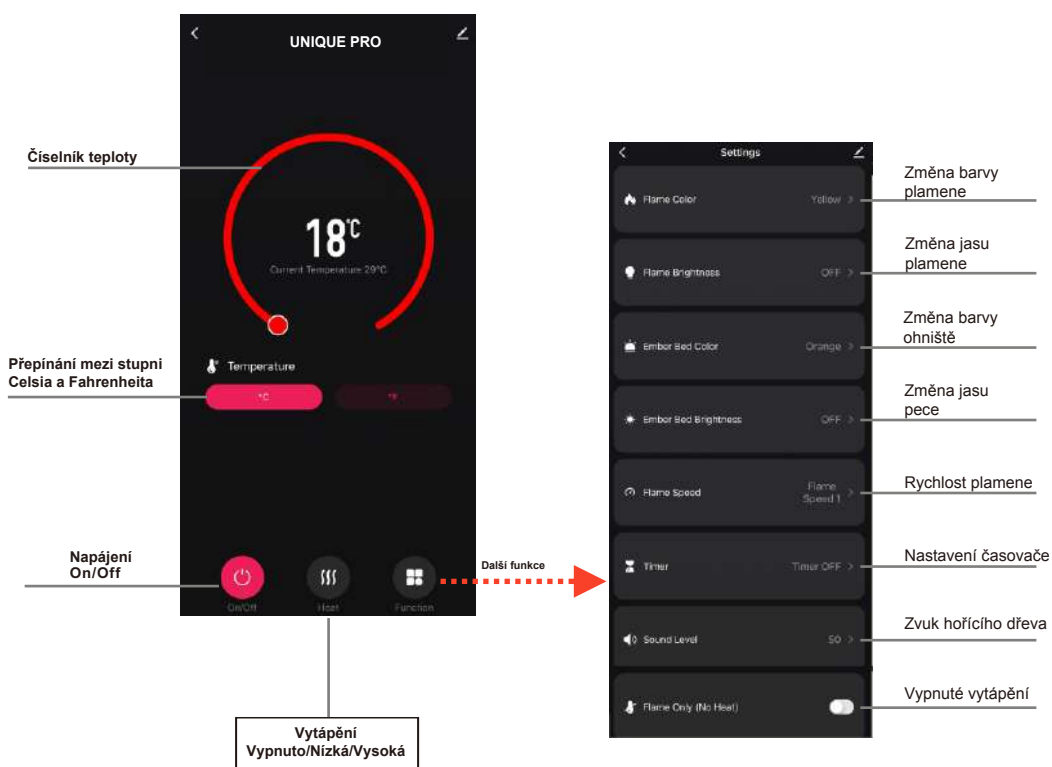 UNIQUE PRO
Číselník teploty
18°C
Current Temperature 29°C
Přepínání mezi stupni
Celsia a Fahrenheita
Temperature
°C
°F
Napájení
On/Off
On/Off
Heat
Function
Další funkce
Vytápění
Vypnuto/Nízká/Vysoká
Settings
Flame Color
Yellow
Změna barvy
plamene
Flame Brightness
OFF
Změna jasu
plamene
Ember Bed Color
Orange
Změna barvy
ohniště
Ember Bed Brightness
OFF
Změna jasu
pece
Flame Speed
Flame
Speed 1
Rychlost plamene
Timer
Timer OFF
Nastavení časovače
Sound Level
50
Zvuk hořícího dřeva
Flame Only (No Heat)
Vypnuté vytápění